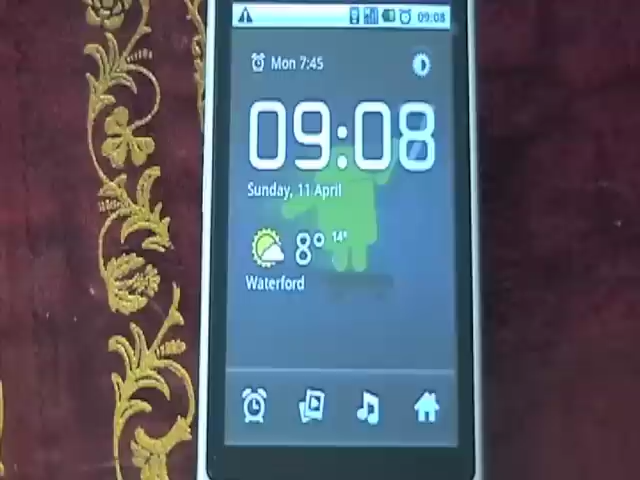 09:08
Mon 7:45
09:08
Sunday, 11 April
8° 14°
Waterford